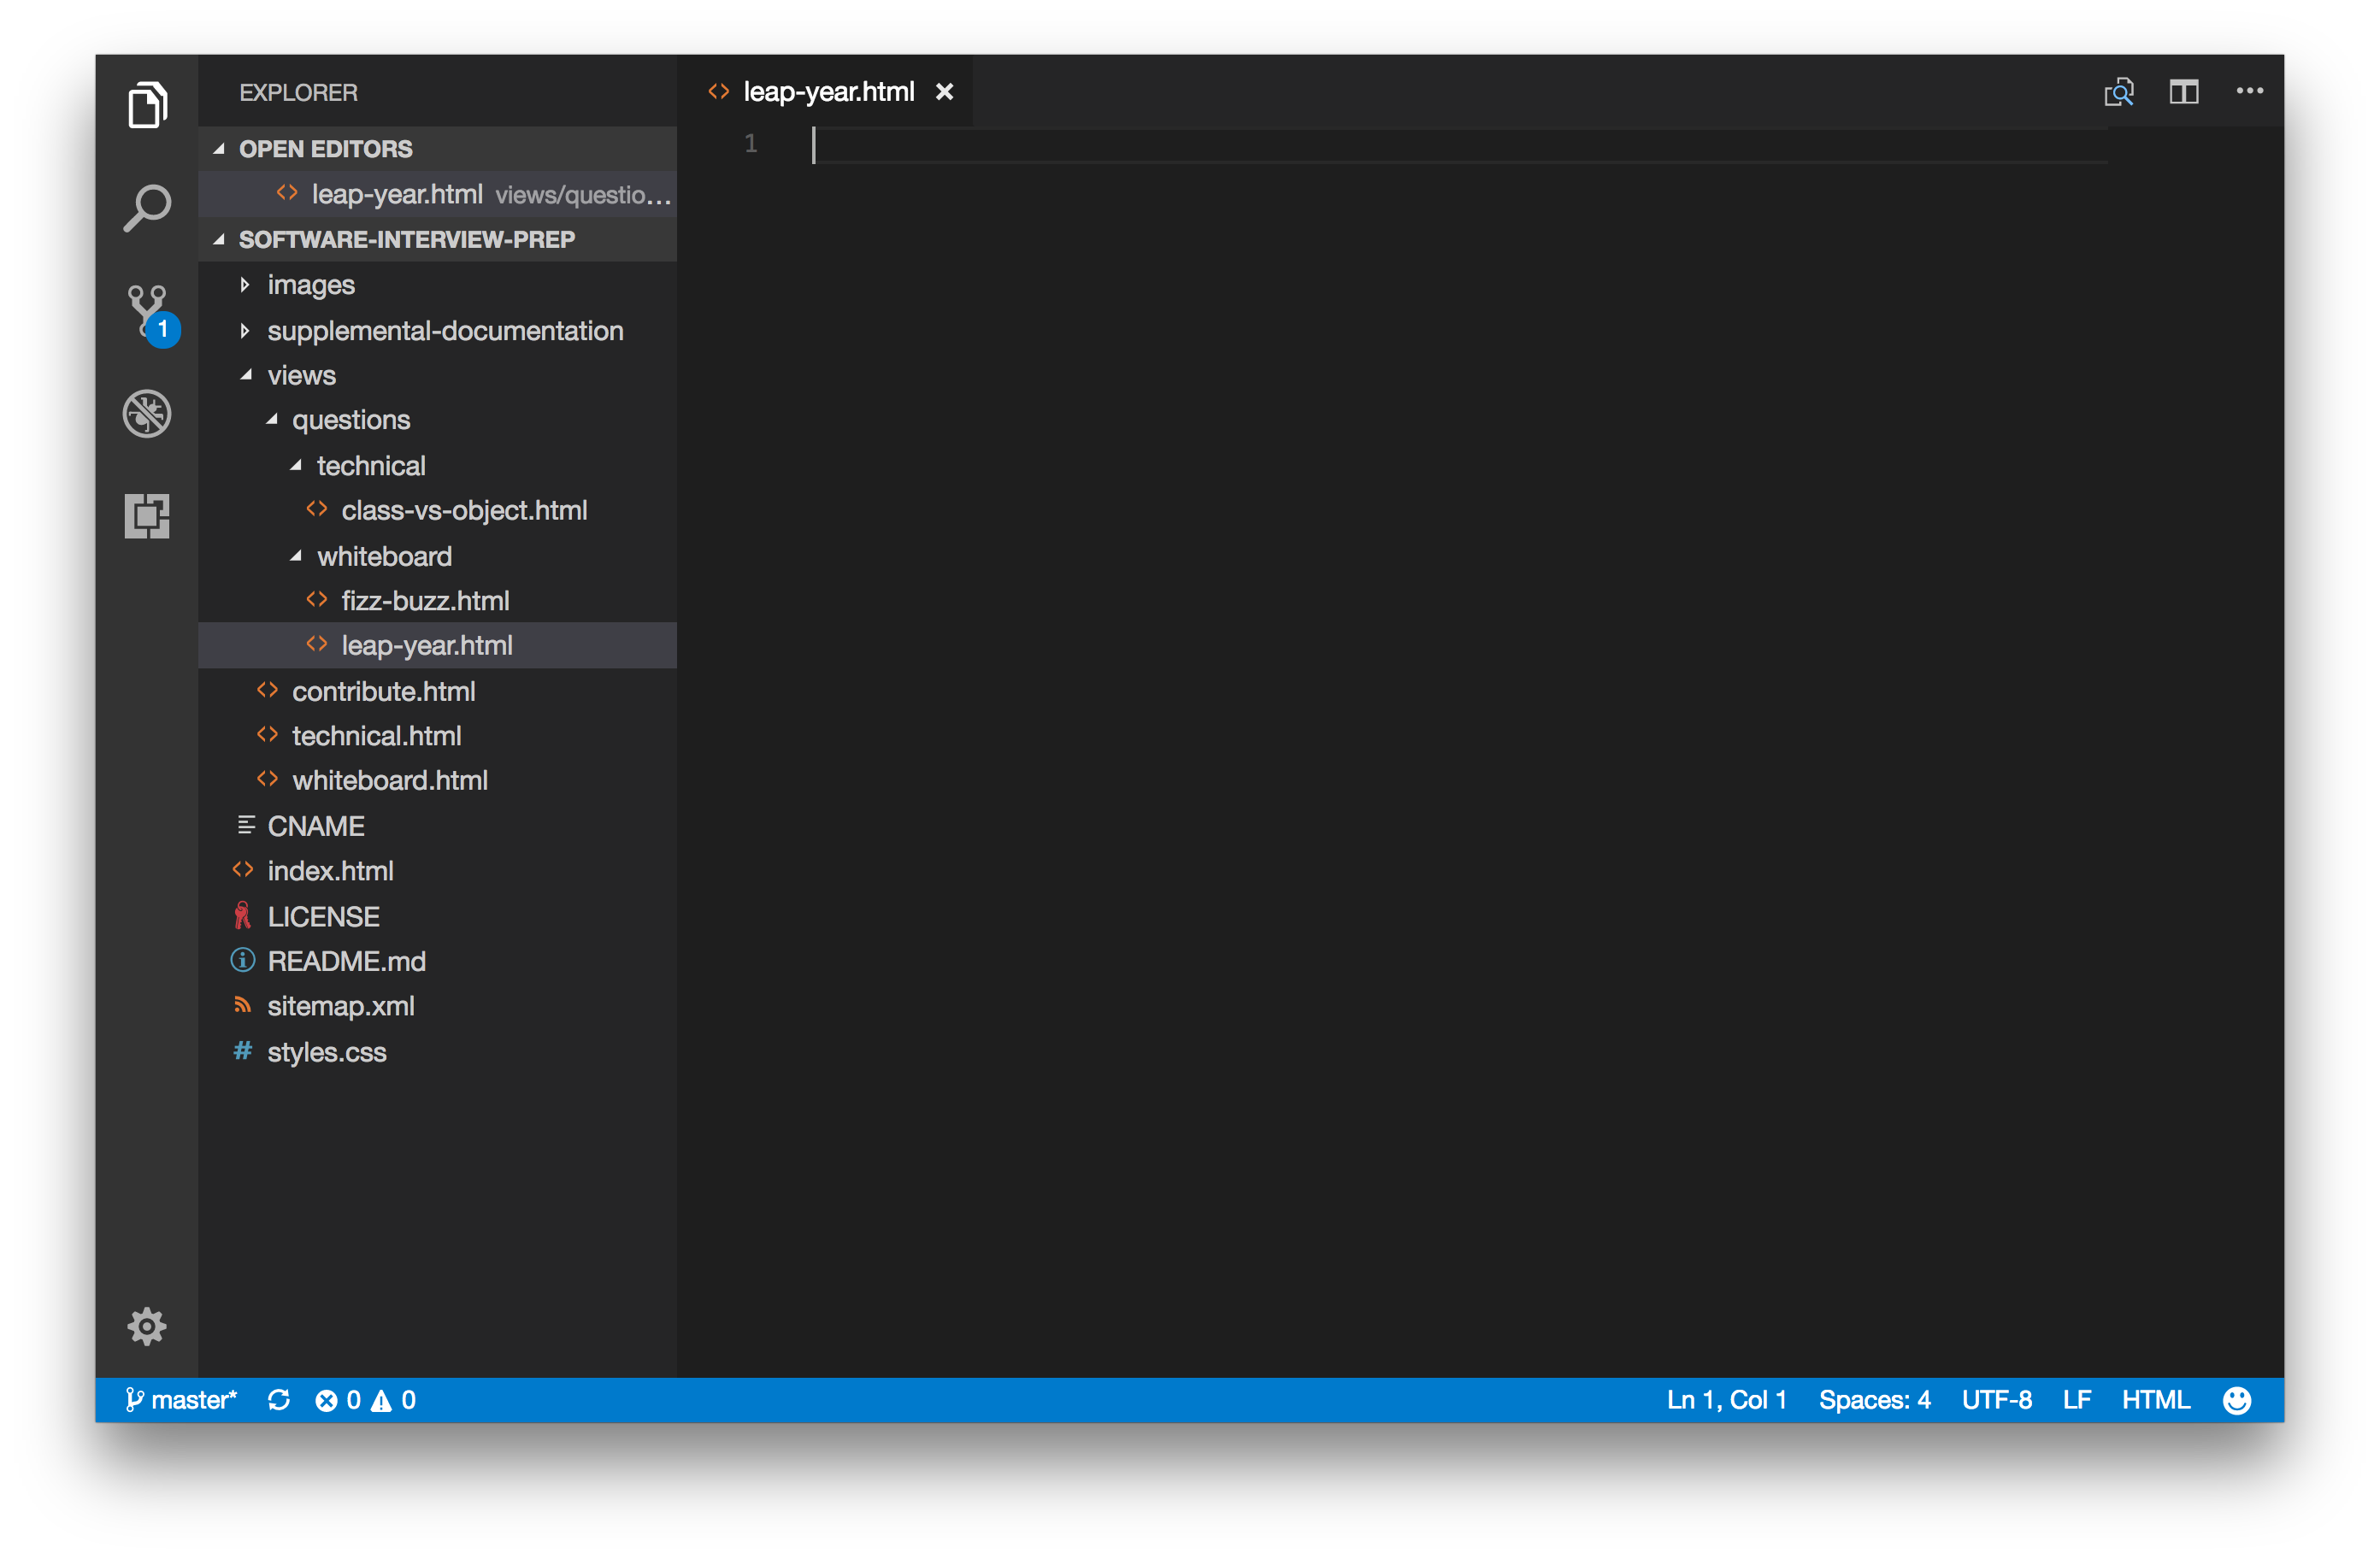 EXPLORER
OPEN EDITORS
leap-year.html views/questio...
SOFTWARE-INTERVIEW-PREP
images
supplemental-documentation
views
questions
technical
class-vs-object.html
whiteboard
fizz-buzz.html
leap-year.html
contribute.html
technical.html
whiteboard.html
CNAME
index.html
LICENSE
README.md
sitemap.xml
styles.css
1
leap-year.html
1
master* 0 0
Ln 1, Col 1 Spaces: 4 UTF-8 LF HTML